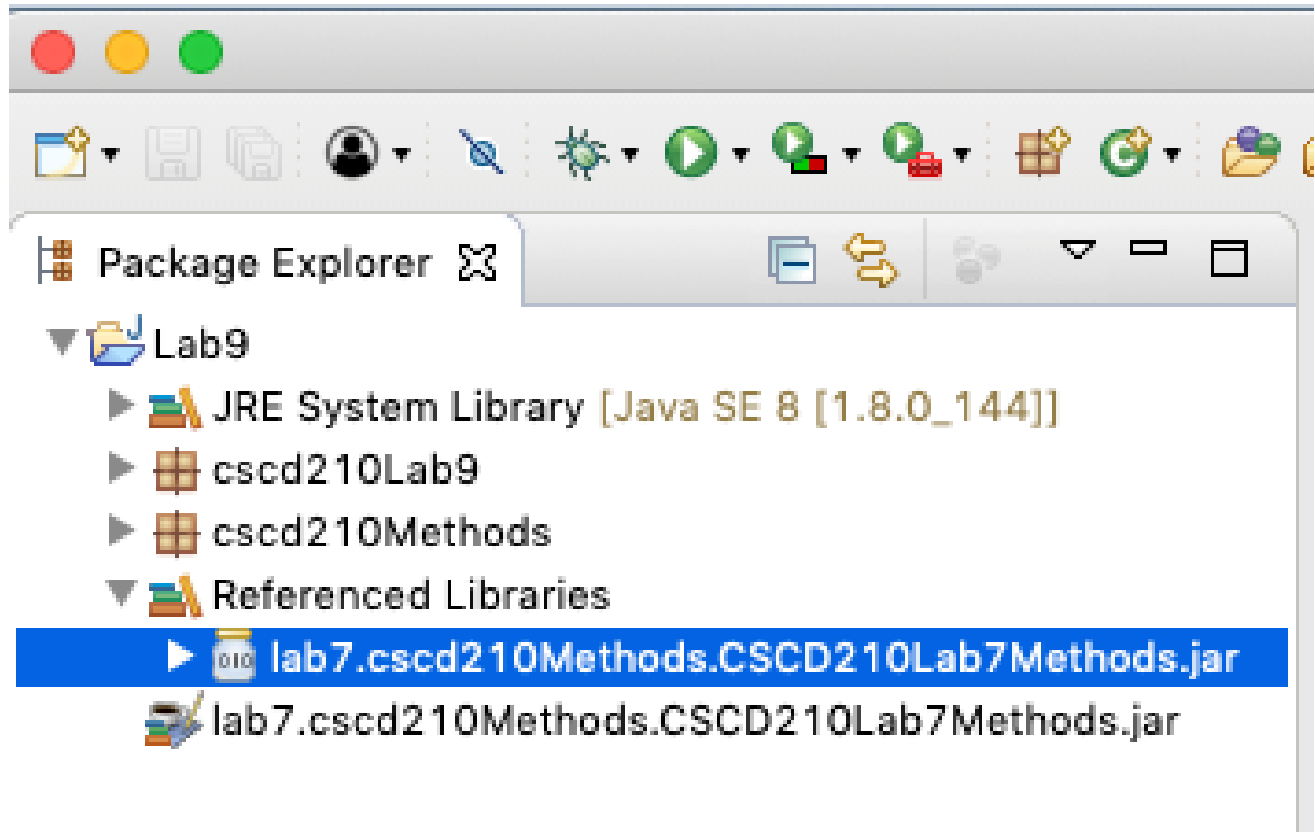 Package Explorer
Lab9
JRE System Library [Java SE 8 [1.8.0_144]]
cscd210Lab9
cscd210Methods
Referenced Libraries
010 lab7.cscd210Methods.CSCD210Lab7Methods.jar
lab7.cscd210Methods.CSCD210Lab7Methods.jar